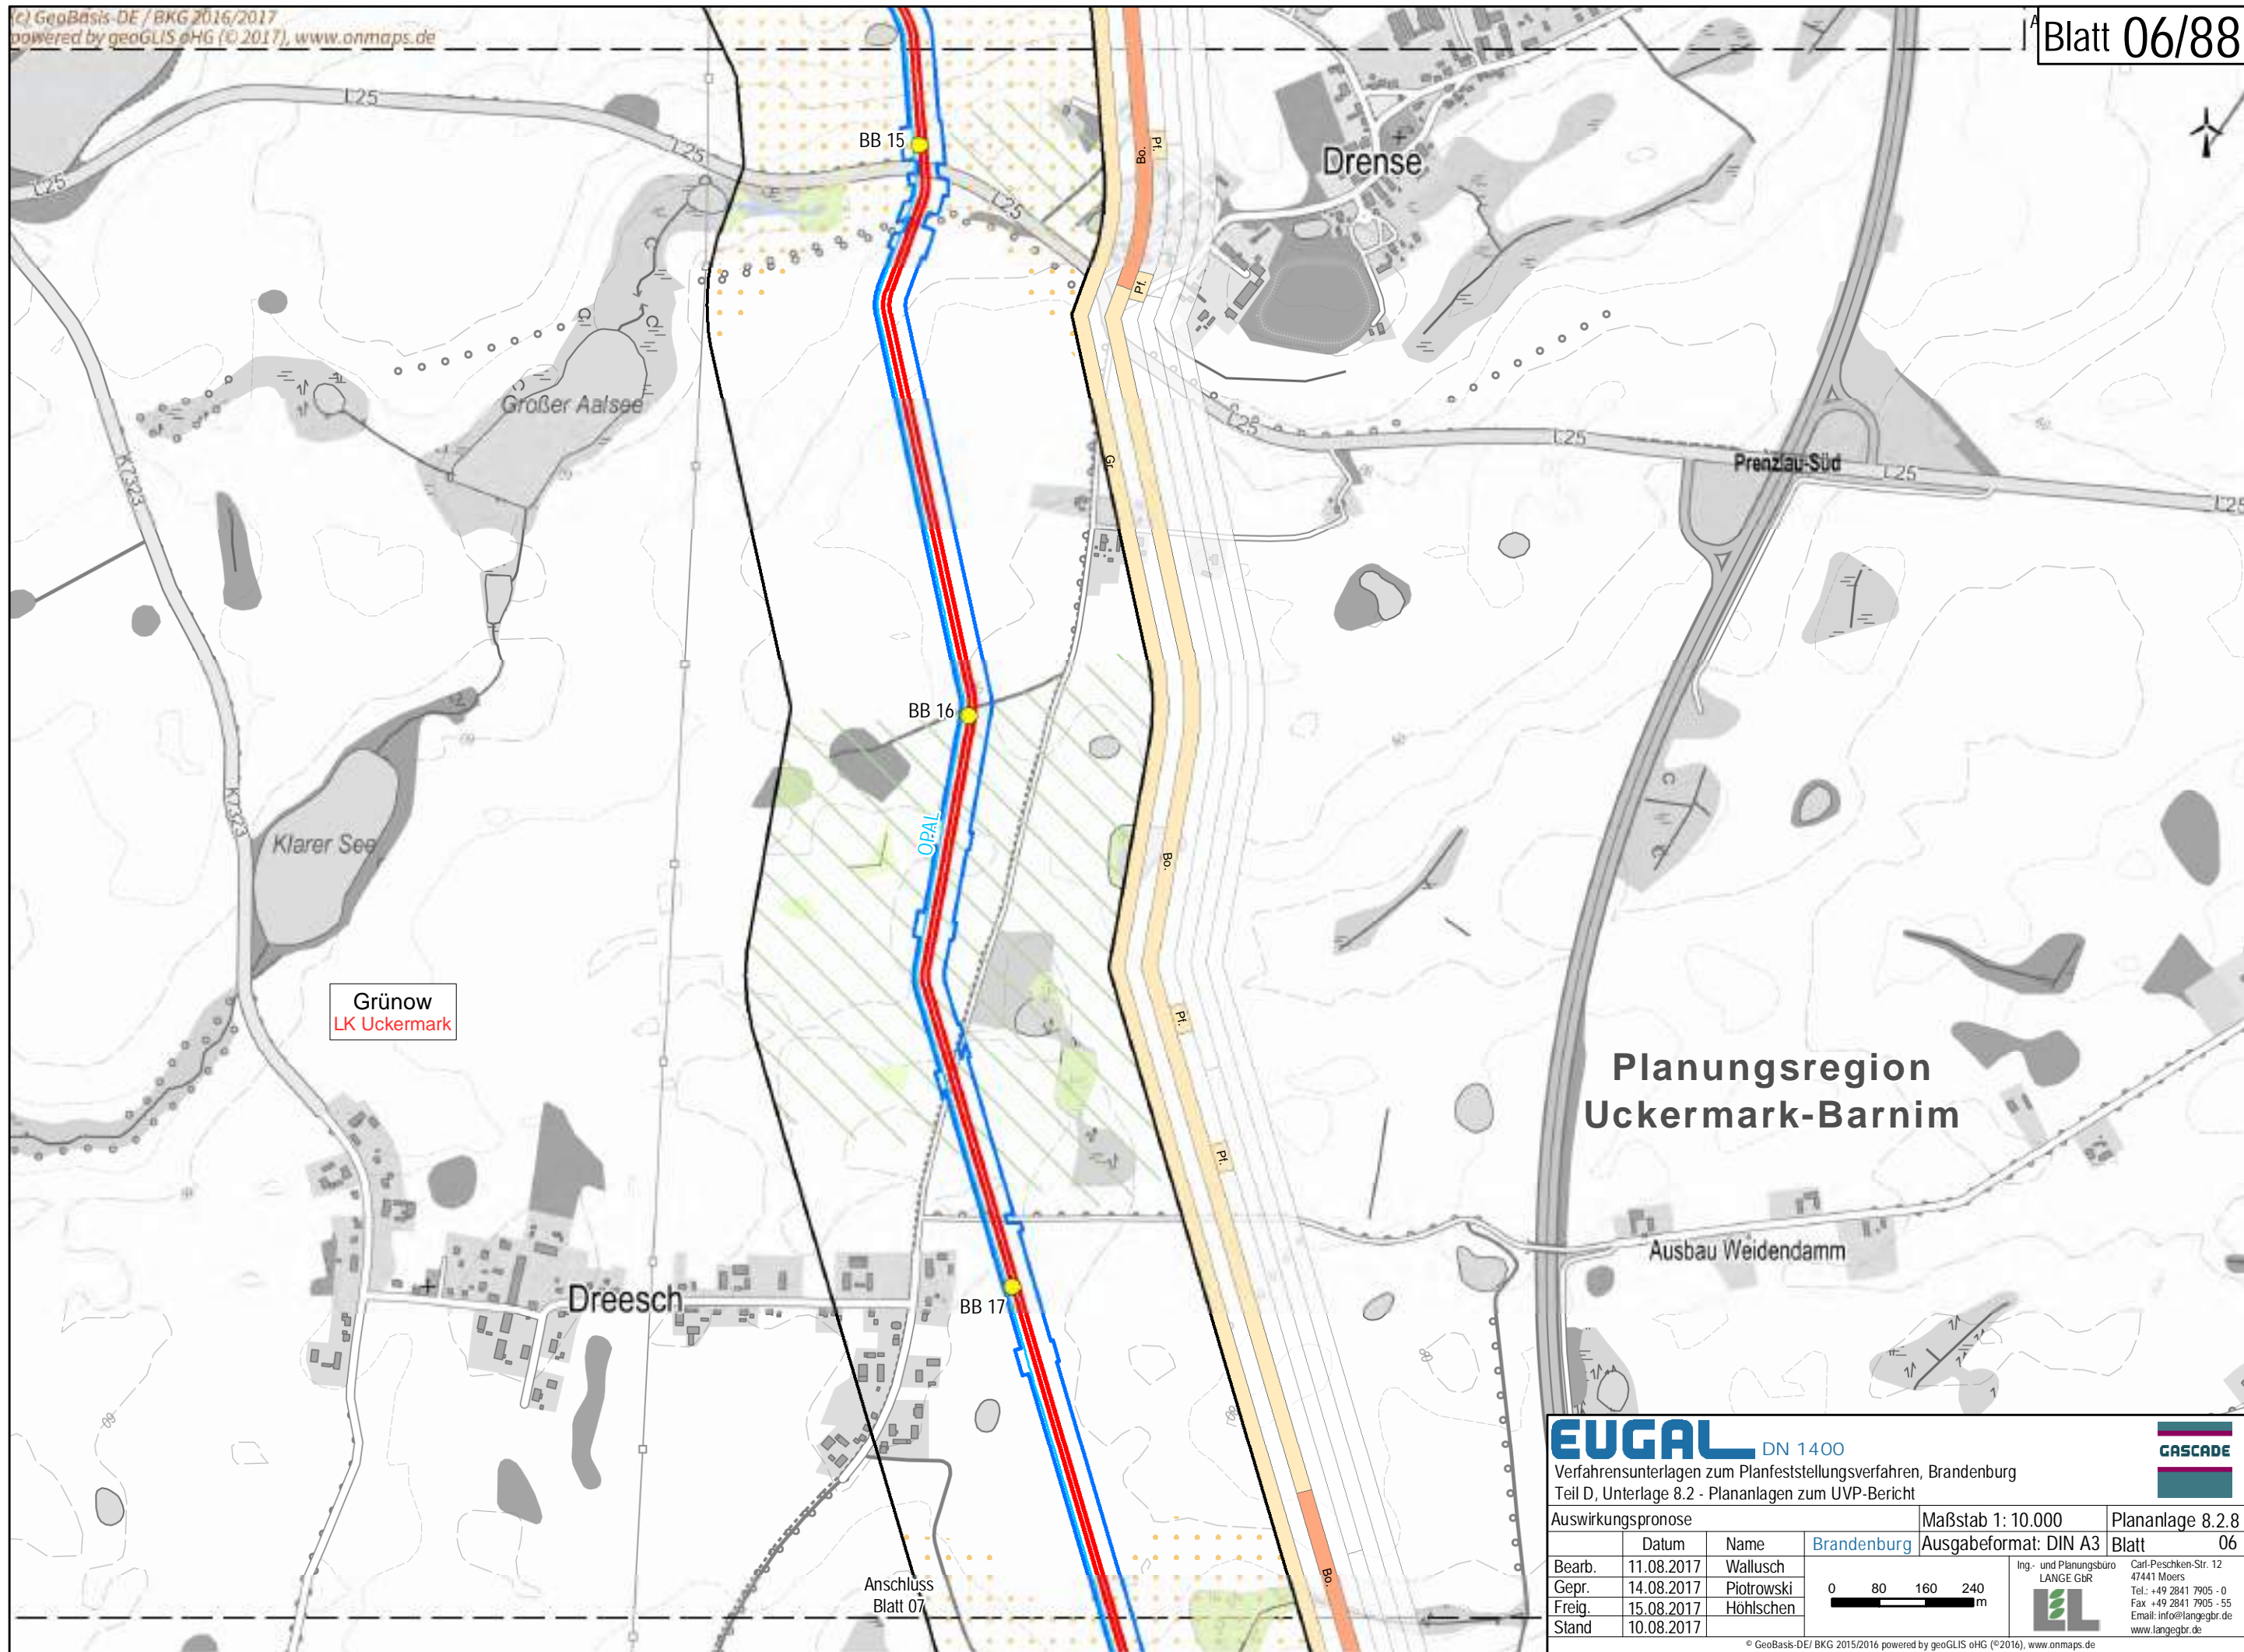 (c) GeoBasis-DE / BKG 2016/2017
powered by geoGLIS oHG (© 2017), www.onmaps.de
Blatt 06/88
L25
L25
L25
L25
BB 15
Bo.
Pf.
Drense
Pf.
Großer Aalsee
Gr.
L25
L25
Prenzlau-Süd
L25
L25
K7323
BB 16
K7323
Klarer See
OPAL
Bo.
Grünow
LK Uckermark
Pf.
Planungsregion
Uckermark-Barnim
Pf.
Ausbau Weidendamm
Dreesch
BB 17
Bo.
Anschluss
Blatt 07
EUGAL DN 1400
GASCADE
Verfahrensunterlagen zum Planfeststellungsverfahren, Brandenburg
Teil D, Unterlage 8.2 - Plananlagen zum UVP-Bericht
Auswirkungspronose Maßstab 1: 10.000 Plananlage 8.2.8
Datum Name Brandenburg Ausgabeformat: DIN A3 Blatt 06
Bearb. 11.08.2017 Wallusch
Gepr. 14.08.2017 Piotrowski
Freig. 15.08.2017 Höhlschen
Stand 10.08.2017
0 80 160 240
m
Ing.- und Planungsbüro
LANGE GbR
Carl-Peschken-Str. 12
47441 Moers
Tel.: +49 2841 7905 - 0
Fax +49 2841 7905 - 55
Email: info@langegbr.de
www.langegbr.de
© GeoBasis-DE/ BKG 2015/2016 powered by geoGLIS oHG (©2016), www.onmaps.de